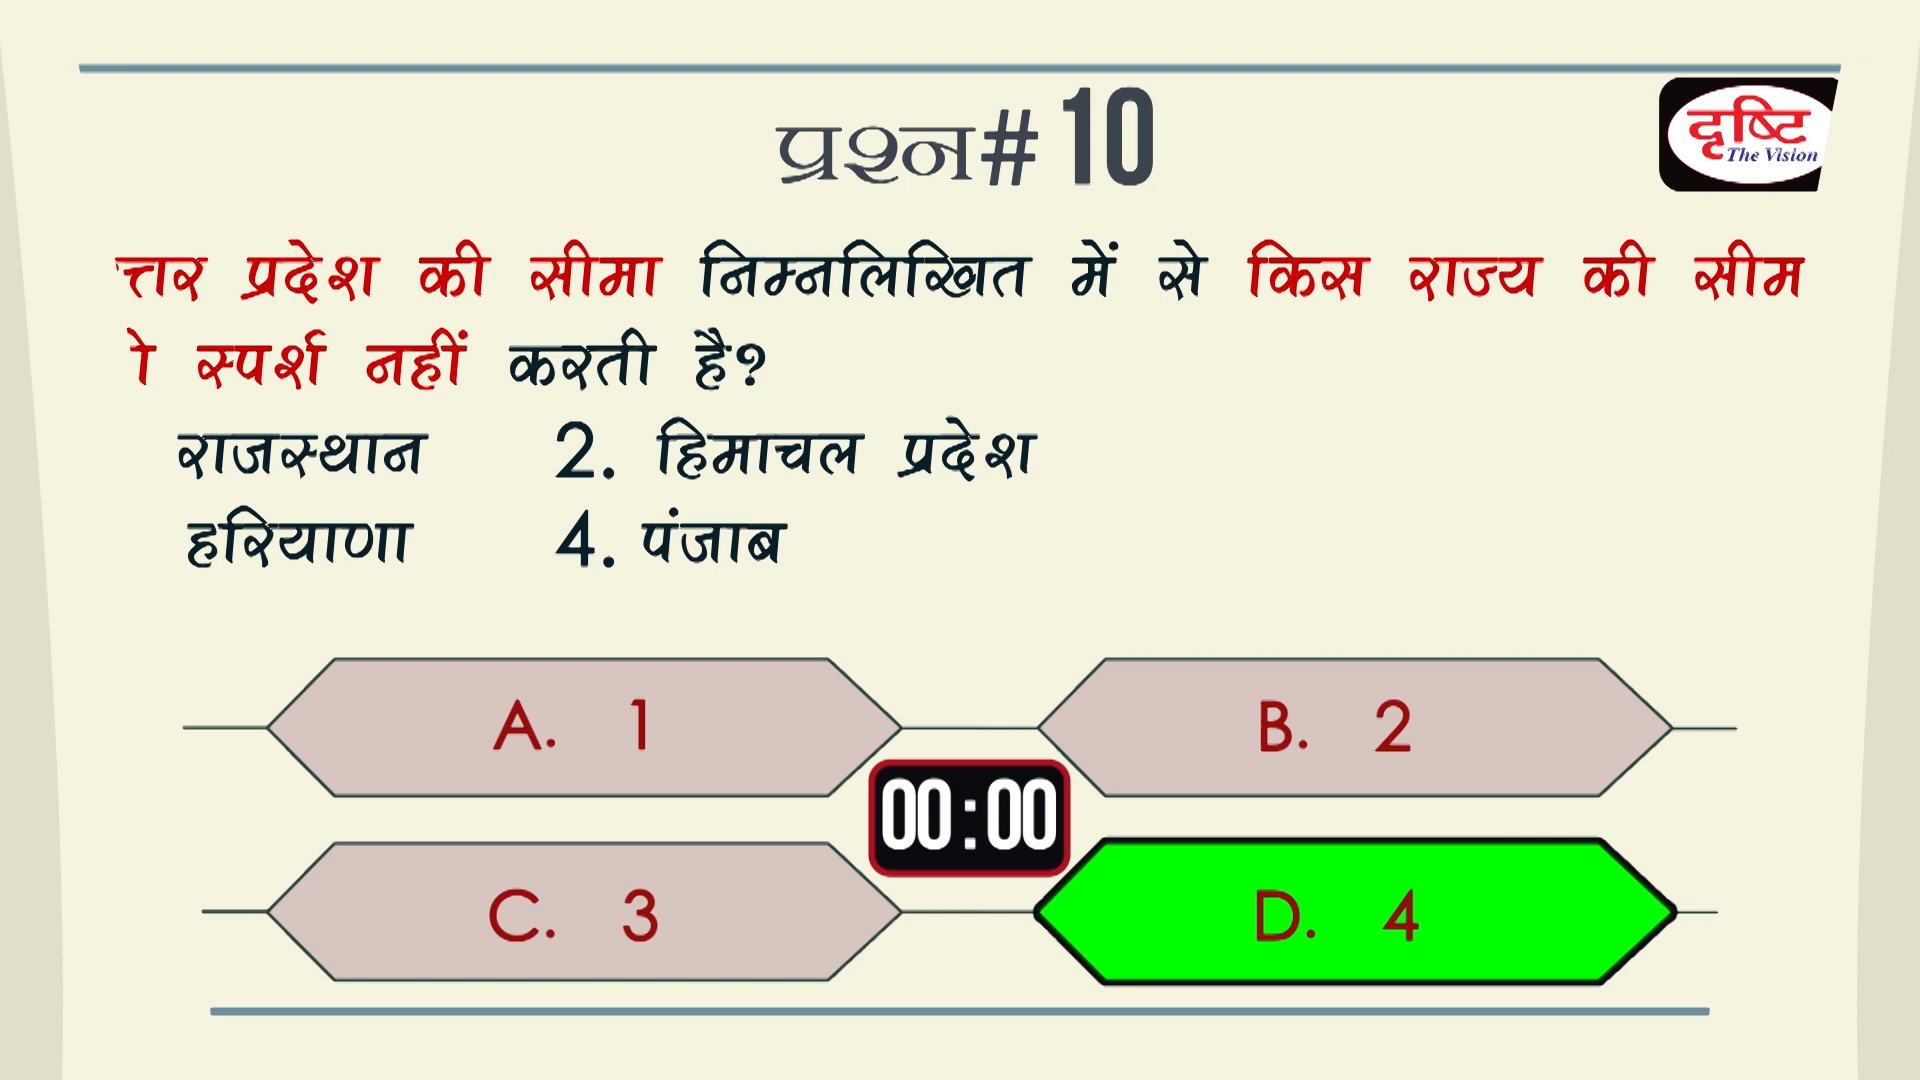 प्रश्न# 10
दृष्टि
The Vision
त्तर प्रदेश की सीमा निम्नलिखित में से किस राज्य की सीम
ो स्पर्श नहीं करती है?
राजस्थान 2. हिमाचल प्रदेश
हरियाणा 4. पंजाब
A. 1
B. 2
00:00
C. 3
D. 4